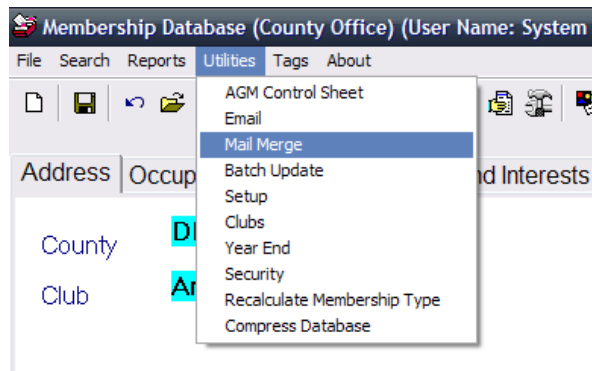 Membership Database (County Office) (User Name: System
File Search Reports Utilities Tags About
AGM Control Sheet
Email
Mail Merge
Batch Update
Setup
Clubs
Year End
Security
Recalculate Membership Type
Compress Database
Address Occup nd Interests
County D
Club Ar